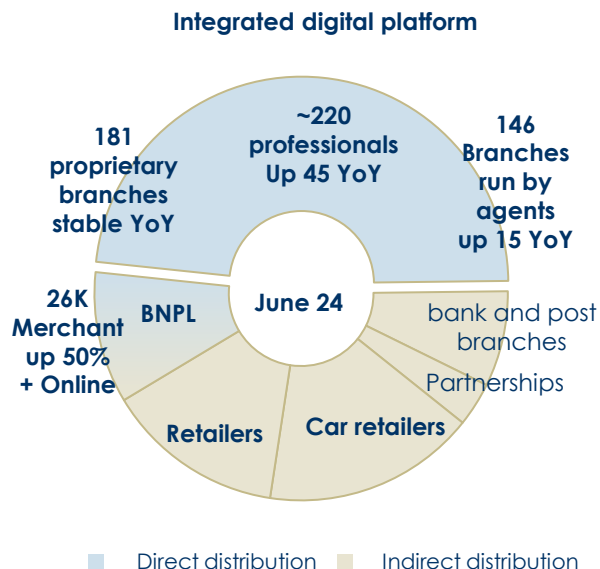 Integrated digital platform
~220
professionals
Up 45 YoY
181
proprietary
branches
stable YoY
146
Branches
run by
agents
up 15 YoY
26K
Merchant
up 50%
+ Online
BNPL
June 24
bank and post
branches
Partnerships
Retailers
Car retailers
Direct distribution
Indirect distribution